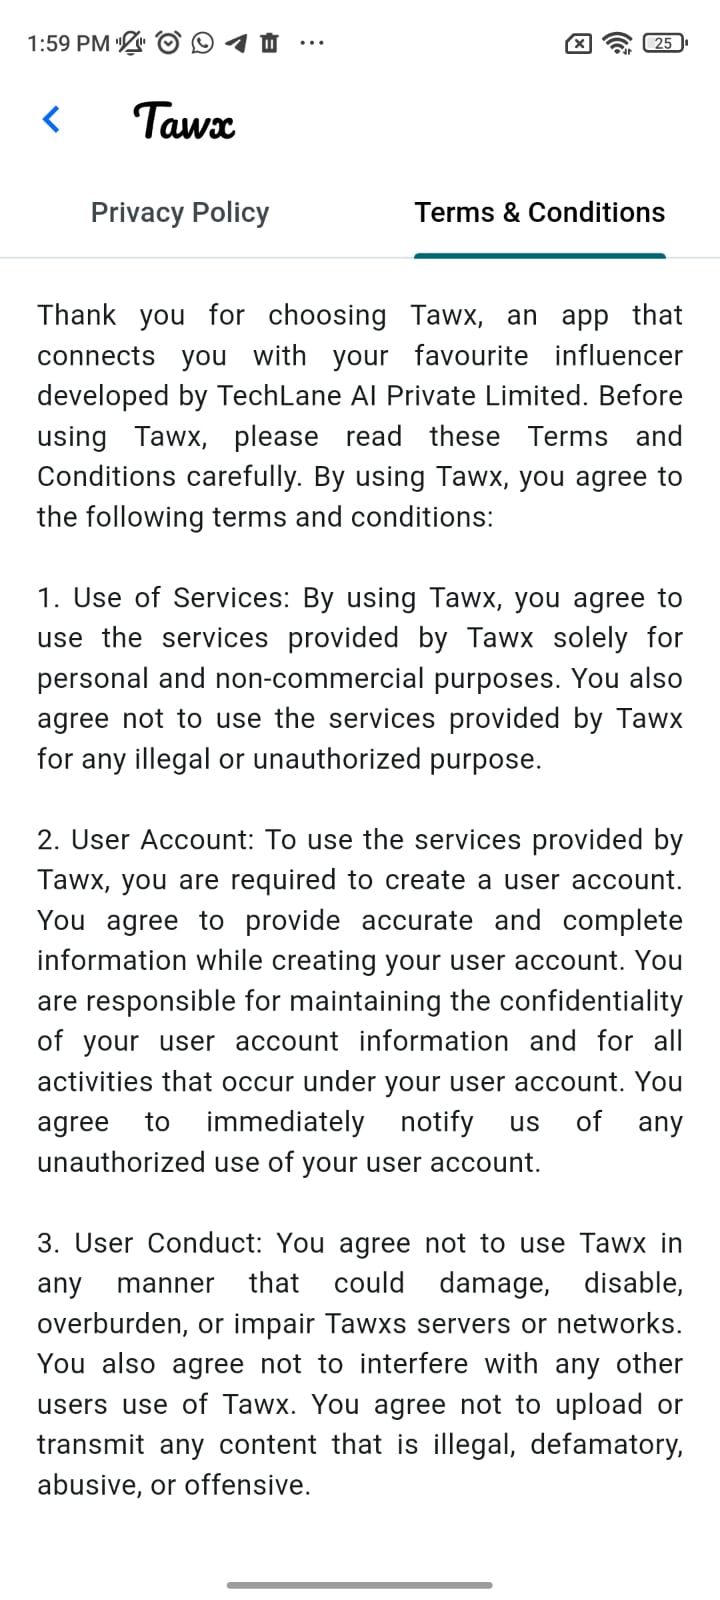 1:59 PM
25
Tawx
Privacy Policy
Terms & Conditions
Thank you for choosing Tawx, an app that
connects you with your favourite influencer
developed by TechLane AI Private Limited. Before
using Tawx, please read these Terms and
Conditions carefully. By using Tawx, you agree to
the following terms and conditions:
1. Use of Services: By using Tawx, you agree to
use the services provided by Tawx solely for
personal and non-commercial purposes. You also
agree not to use the services provided by Tawx
for any illegal or unauthorized purpose.
2. User Account: To use the services provided by
Tawx, you are required to create a user account.
You agree to provide accurate and complete
information while creating your user account. You
are responsible for maintaining the confidentiality
of your user account information and for all
activities that occur under your user account. You
agree to immediately notify us of any
unauthorized use of your user account.
3. User Conduct: You agree not to use Tawx in
any manner that could damage, disable,
overburden, or impair Tawxs servers or networks.
You also agree not to interfere with any other
users use of Tawx. You agree not to upload or
transmit any content that is illegal, defamatory,
abusive, or offensive.